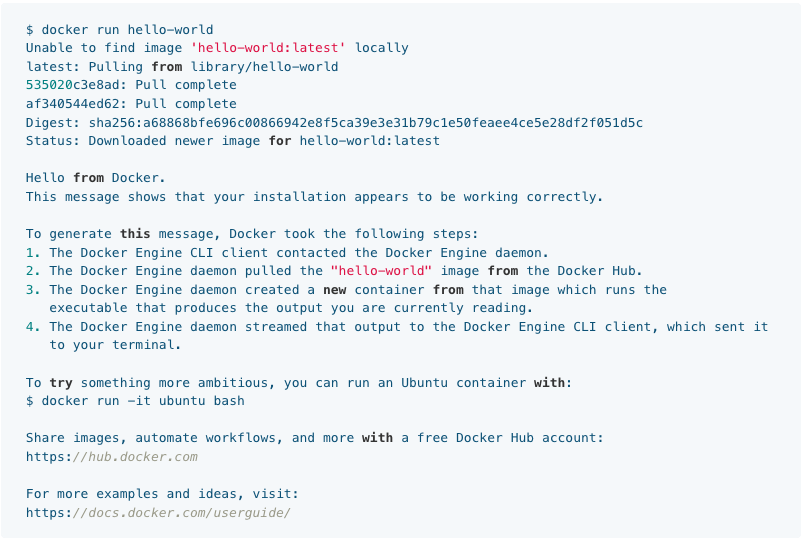 $ docker run hello-world
Unable to find image 'hello-world:latest' locally
latest: Pulling from library/hello-world
535020c3e8ad: Pull complete
af340544ed62: Pull complete
Digest: sha256:a68868bfe696c00866942e8f5ca39e3e31b79c1e50feaee4ce5e28df2f051d5c
Status: Downloaded newer image for hello-world:latest

Hello from Docker.
This message shows that your installation appears to be working correctly.

To generate this message, Docker took the following steps:
1. The Docker Engine CLI client contacted the Docker Engine daemon.
2. The Docker Engine daemon pulled the "hello-world" image from the Docker Hub.
3. The Docker Engine daemon created a new container from that image which runs the
   executable that produces the output you are currently reading.
4. The Docker Engine daemon streamed that output to the Docker Engine CLI client, which sent it
   to your terminal.

To try something more ambitious, you can run an Ubuntu container with:
$ docker run -it ubuntu bash

Share images, automate workflows, and more with a free Docker Hub account:
https://hub.docker.com

For more examples and ideas, visit:
https://docs.docker.com/userguide/